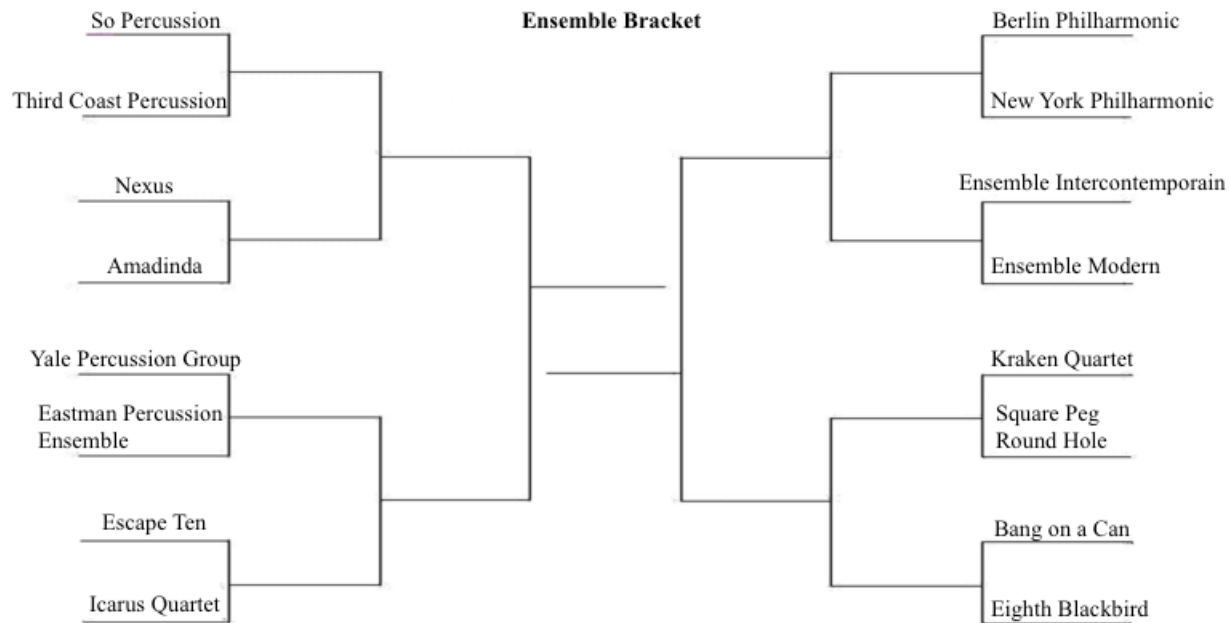 Ensemble Bracket
So Percussion
Third Coast Percussion
Nexus
Amadinda
Yale Percussion Group
Eastman Percussion
Ensemble
Escape Ten
Icarus Quartet
Berlin Philharmonic
New York Philharmonic
Ensemble Intercontemporain
Ensemble Modern
Kraken Quartet
Square Peg
Round Hole
Bang on a Can
Eighth Blackbird